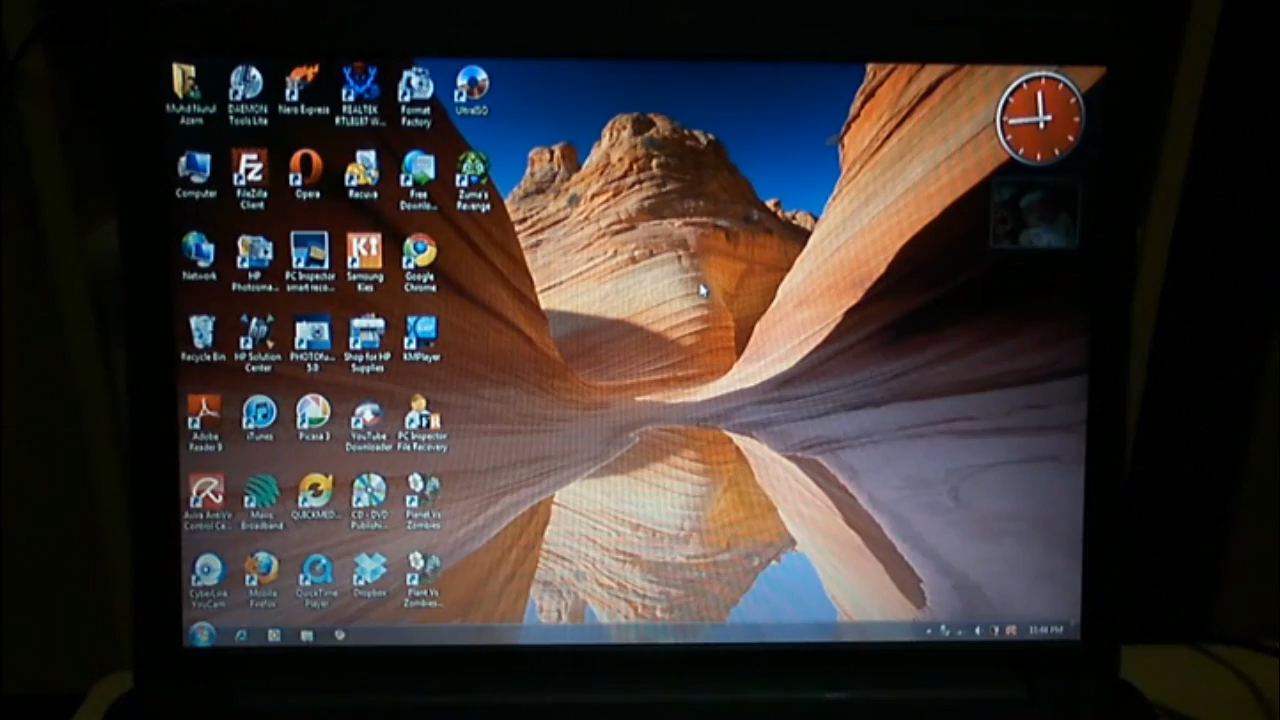 Muhd Nurul
Azam
DAEMON
Tools Lite
Nero Express
REALTEK
RTL8187 W...
Format
Factory
UltraISO
Computer
FileZilla
Client
Opera
Recuva
Free
Downlo...
Zuma's
Revenge
Network
HP
Photosma...
PC Inspector
smart reco...
Samsung
Kies
Google
Chrome
Recycle Bin
HP Solution
Center
PHOTOfu...
5.0
Shop for HP
Supplies
KMPlayer
Adobe
Reader 9
iTunes
Picasa 3
YouTube
Downloader
PC Inspector
File Recovery
Avira AntiVir
Control Ce...
Maxis
Broadband
QUICKMED...
CD - DVD
Publishi...
Planet Vs
Zombies
CyberLink
YouCam
Mozilla
Firefox
QuickTime
Player
Dropbox
Plant Vs
Zombies...